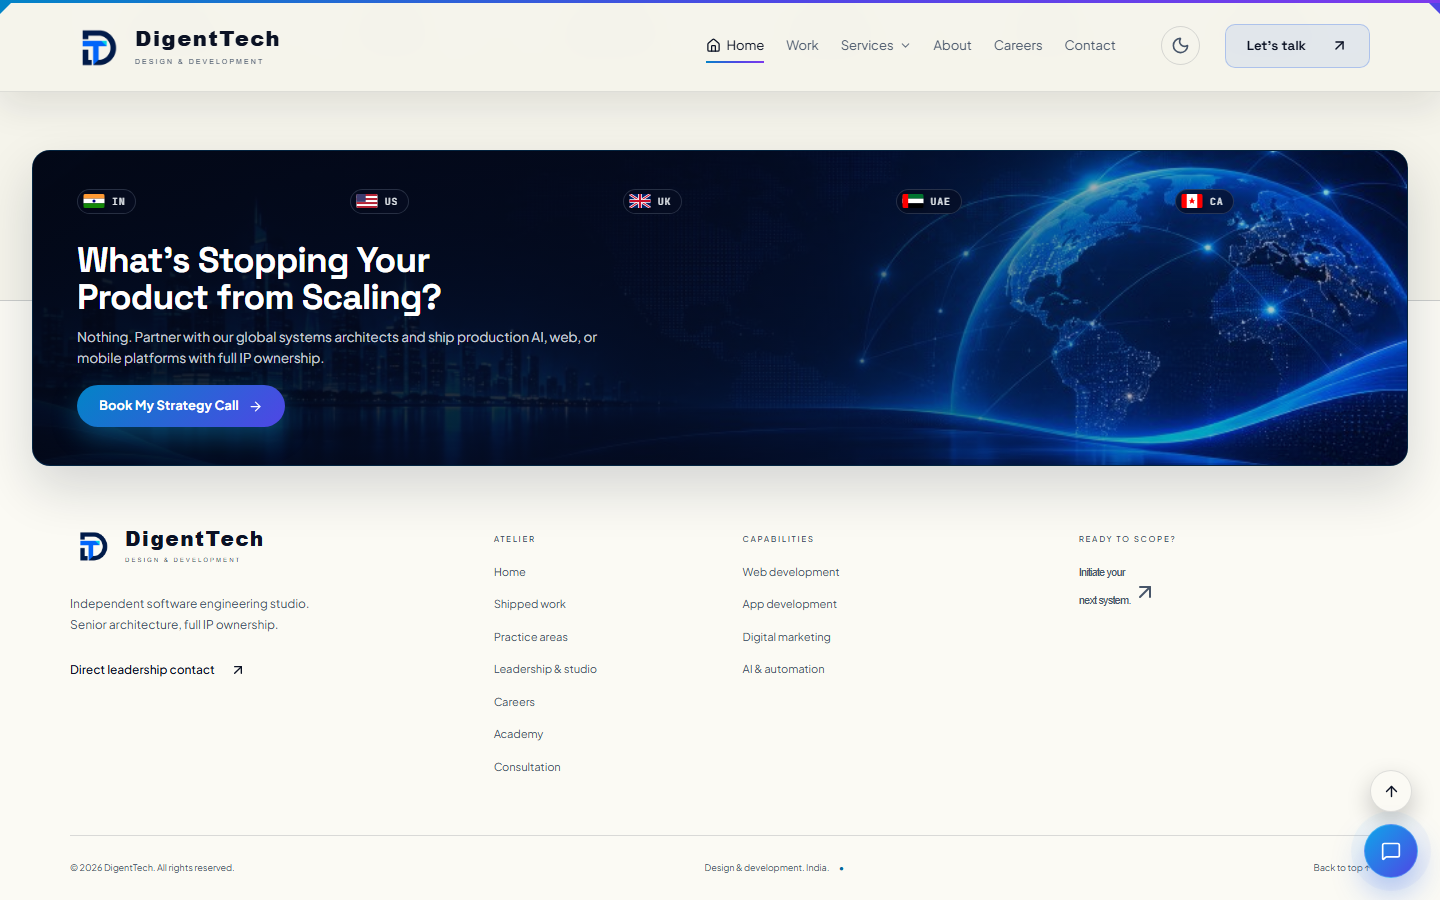 DigentTech
DESIGN & DEVELOPMENT
Home
Work
Services
About
Careers
Contact
Let's talk
IN
US
UK
UAE
CA
What's Stopping Your
Product from Scaling?
Nothing. Partner with our global systems architects and ship production AI, web, or
mobile platforms with full IP ownership.
Book My Strategy Call
DigentTech
DESIGN & DEVELOPMENT
Independent software engineering studio.
Senior architecture, full IP ownership.
Direct leadership contact
ATELIER
Home
Shipped work
Practice areas
Leadership & studio
Careers
Academy
Consultation
CAPABILITIES
Web development
App development
Digital marketing
AI & automation
READY TO SCOPE?
Initiate your
next system.
© 2026 DigentTech. All rights reserved.
Design & development. India.
Back to top ↑